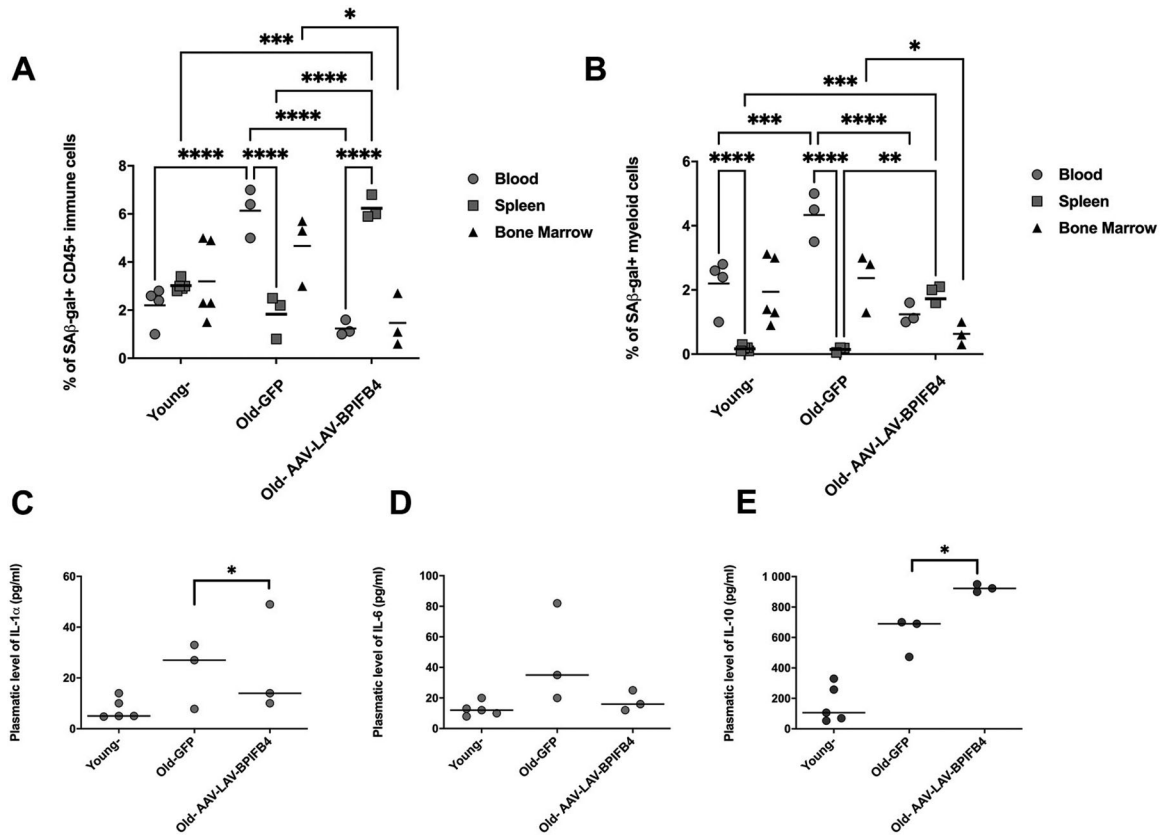 A
% of SAβ-gal+ CD45+ immune cells
8
6
4
2
0
*
***
****
****
**** **** ****
Blood
Spleen
Bone Marrow
Young-
Old-GFP
Old- AAV-LAV-BPIFB4
B
% of SAβ-gal+ myeloid cells
6
4
2
0
*
***
*** ****
**** **** **
Blood
Spleen
Bone Marrow
Young-
Old-GFP
Old- AAV-LAV-BPIFB4
C
Plasmatic level of IL-1α (pg/ml)
60
40
20
0
*
Young-
Old-GFP
Old- AAV-LAV-BPIFB4
D
Plasmatic level of IL-6 (pg/ml)
100
80
60
40
20
0
Young-
Old-GFP
Old- AAV-LAV-BPIFB4
E
Plasmatic level of IL-10 (pg/ml)
1 000
800
600
400
200
0
*
Young-
Old-GFP
Old- AAV-LAV-BPIFB4